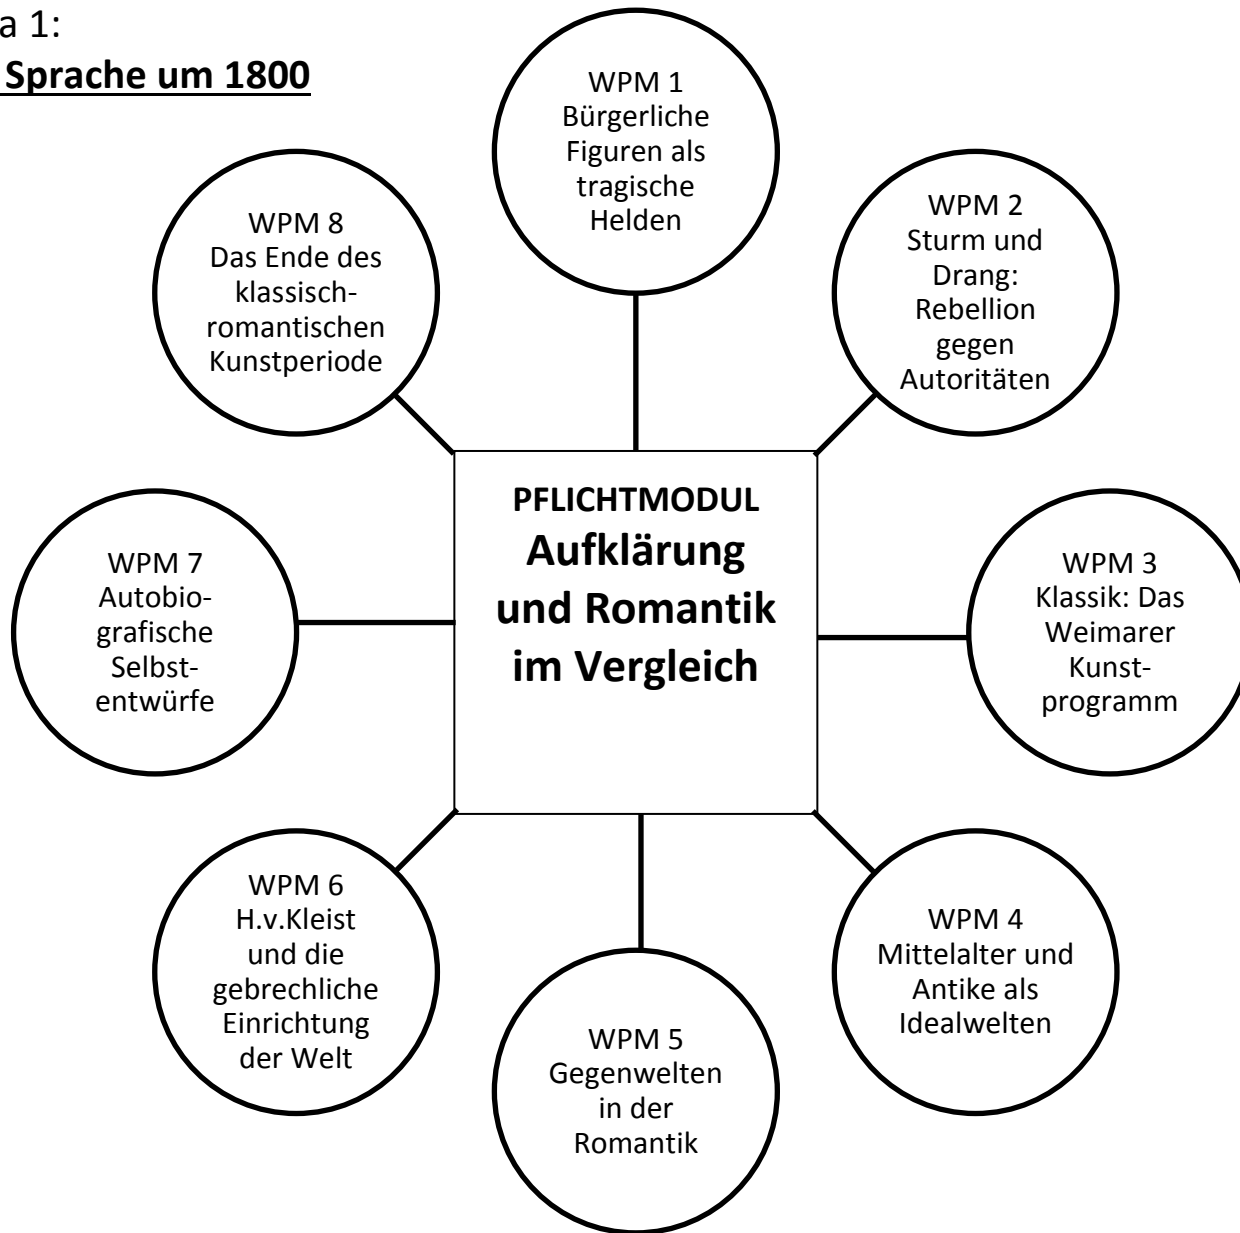 a 1:
Sprache um 1800
WPM 1
Bürgerliche
Figuren als
tragische
Helden
WPM 2
Sturm und
Drang:
Rebellion
gegen
Autoritäten
WPM 3
Klassik: Das
Weimarer
Kunst-
programm
WPM 4
Mittelalter und
Antike als
Idealwelten
WPM 5
Gegenwelten
in der
Romantik
WPM 6
H.v.Kleist
und die
gebrechliche
Einrichtung
der Welt
WPM 7
Autobio-
grafische
Selbst-
entwürfe
WPM 8
Das Ende des
klassisch-
romantischen
Kunstperiode
PFLICHTMODUL
Aufklärung
und Romantik
im Vergleich